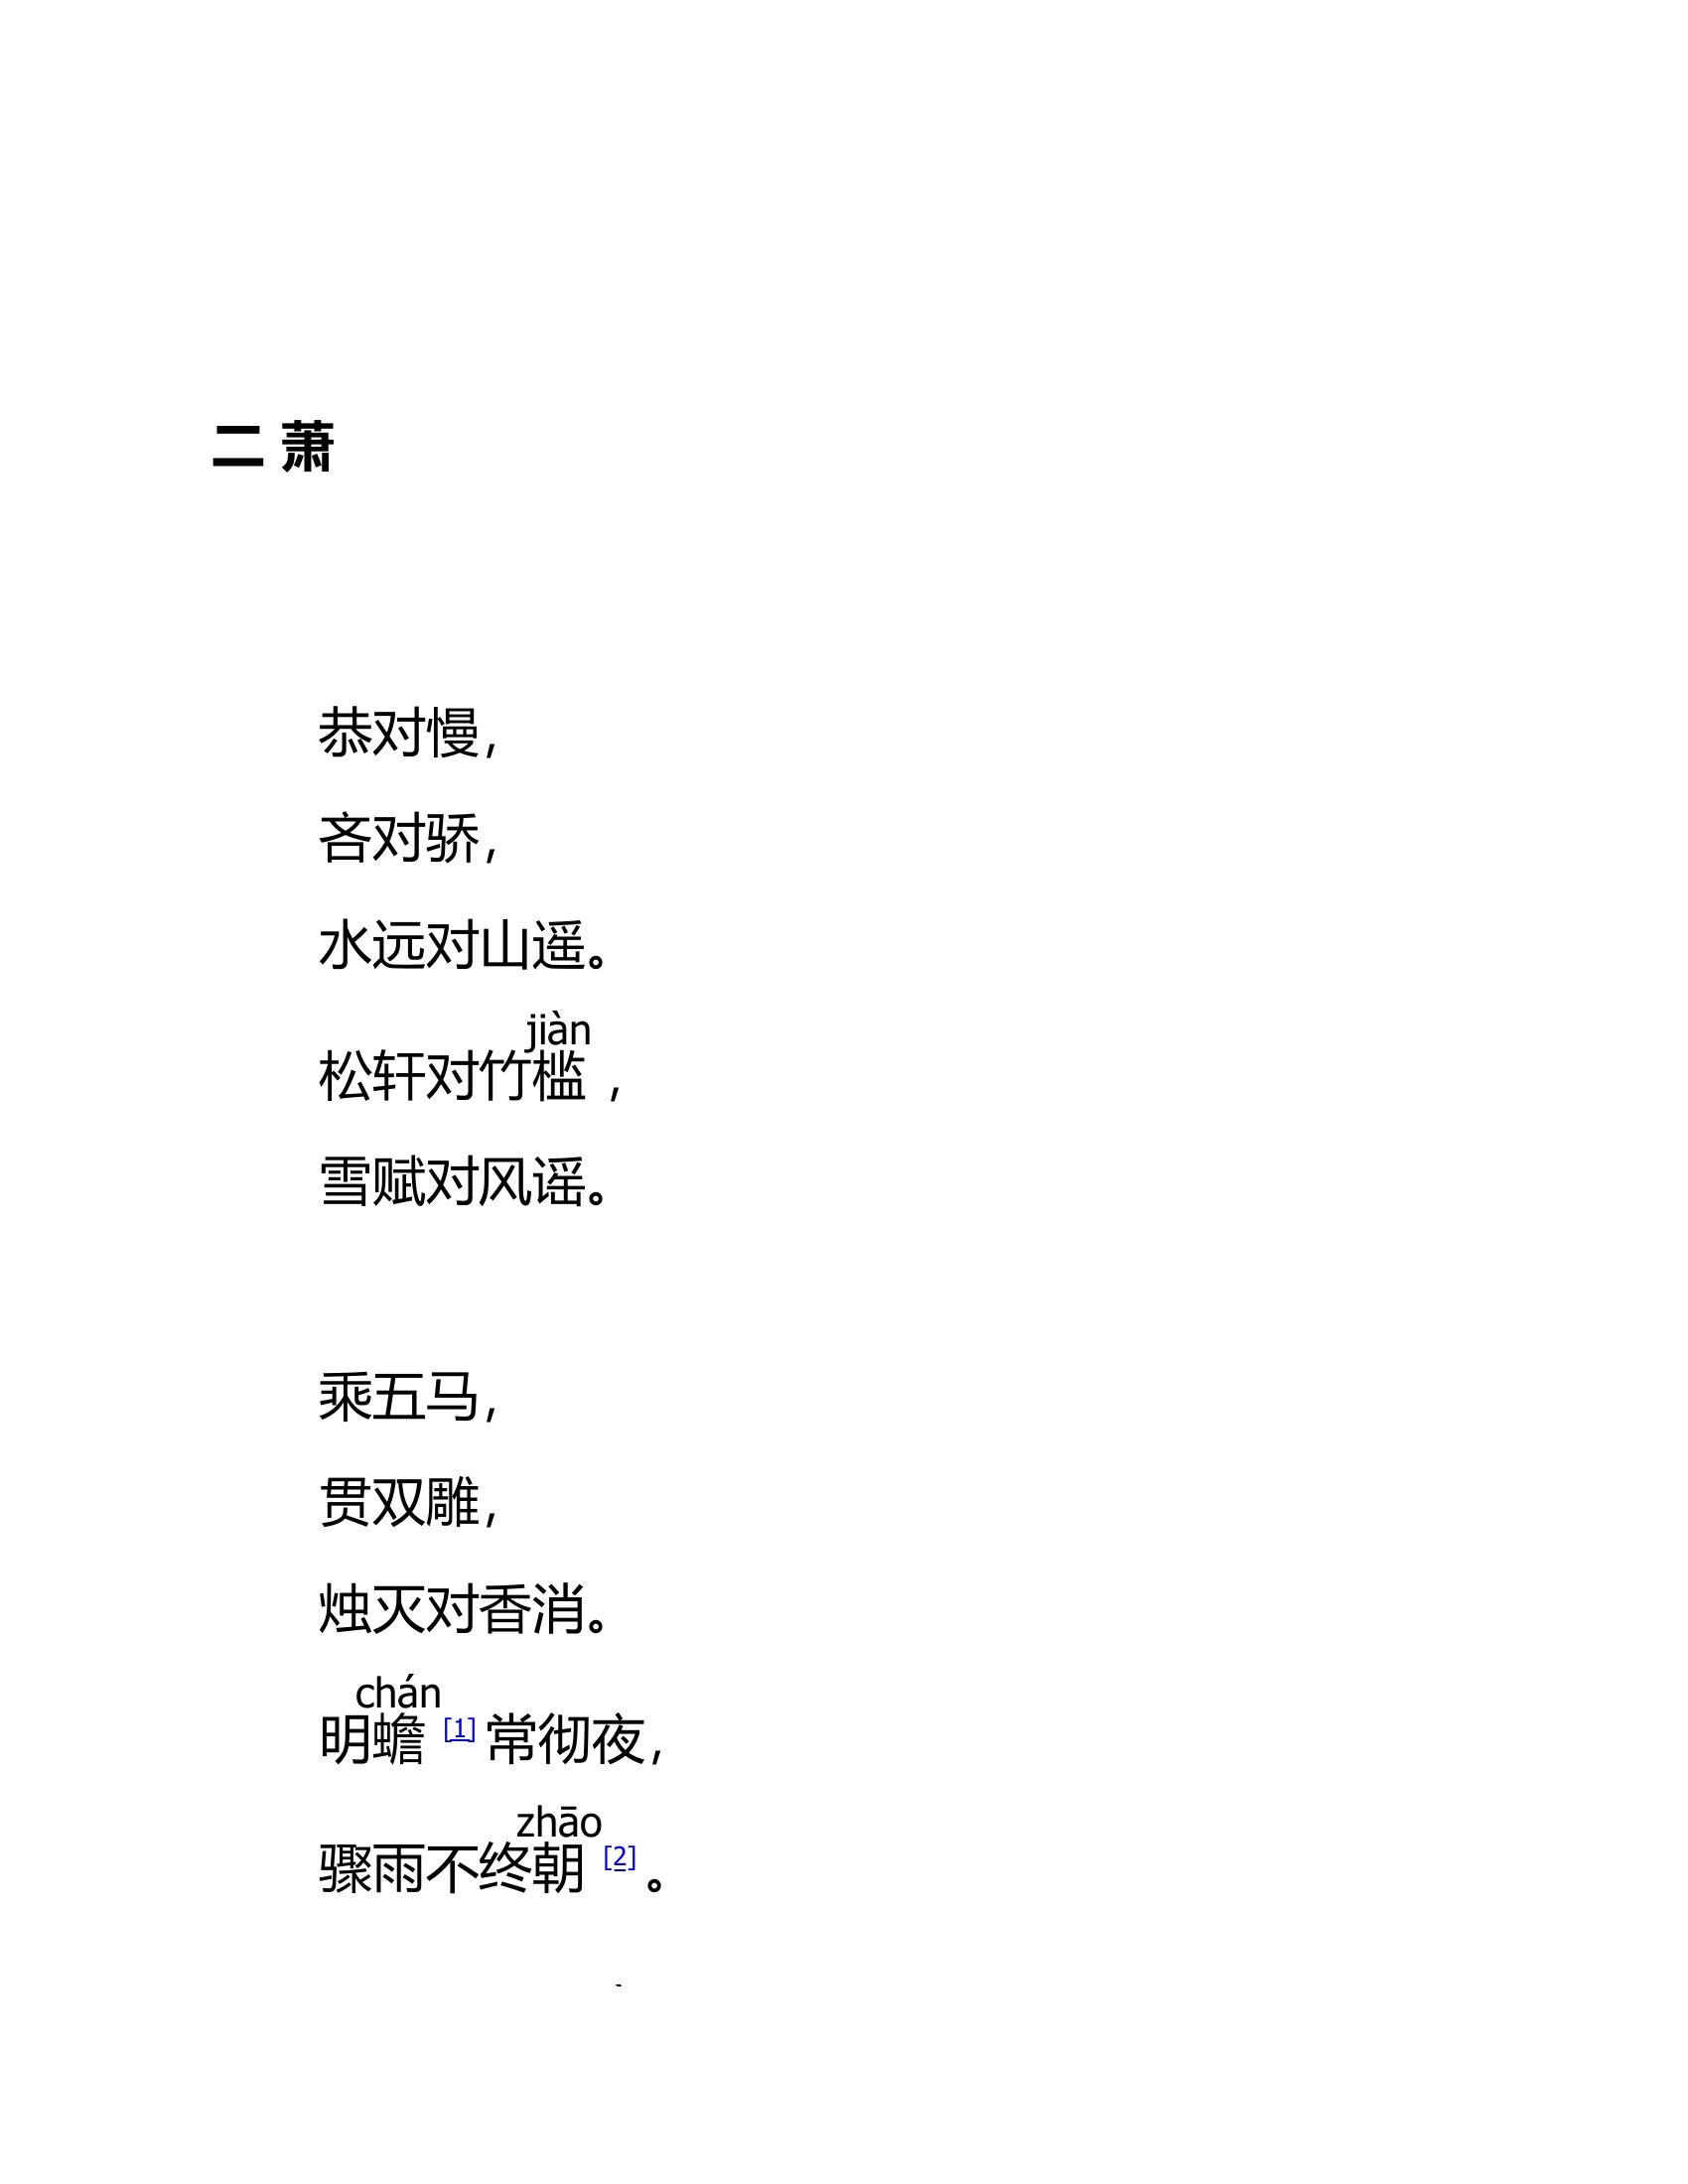 二 萧
恭对慢，
吝对骄，
水远对山遥。
jiàn
松轩对竹槛 ，
雪赋对风谣。
乘五马，
贯双雕，
烛灭对香消。
chán
明蟾 [1] 常彻夜，
zhāo
骤雨不终朝 [2] 。